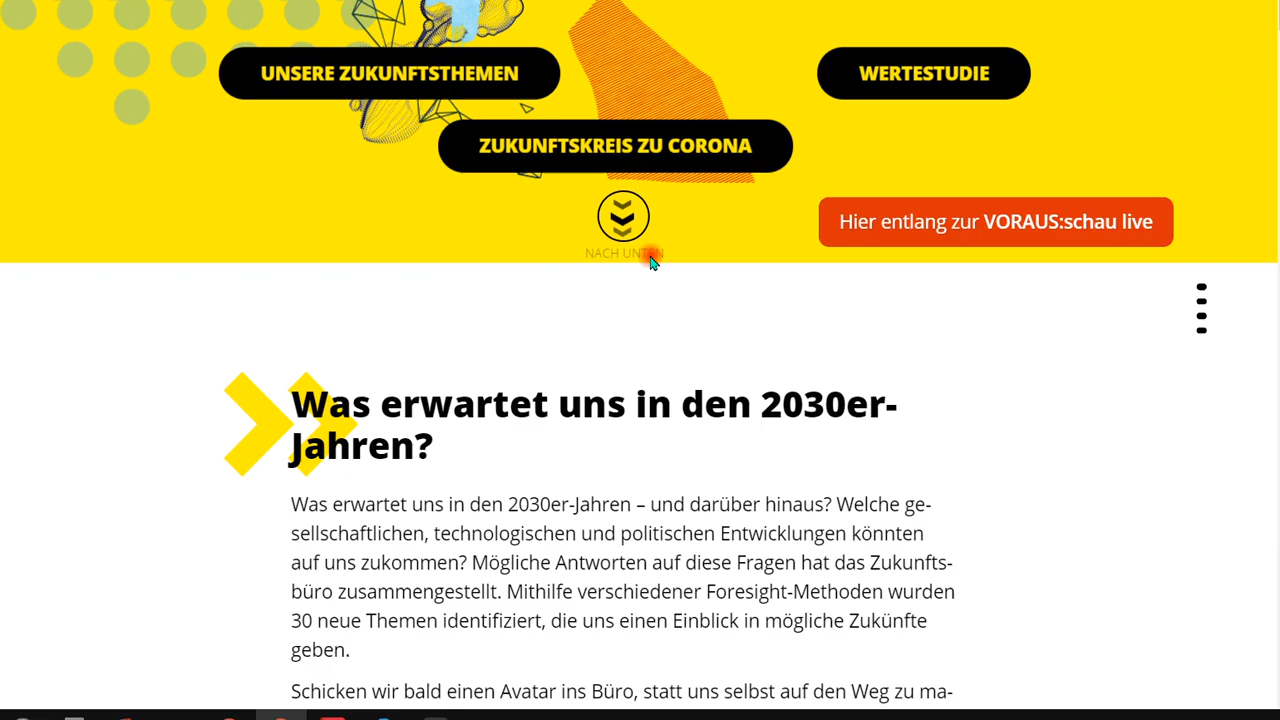 UNSERE ZUKUNFTSTHEMEN
WERTESTUDIE
ZUKUNFTSKREIS ZU CORONA
Hier entlang zur VORAUS:schau live
NACH UNTEN
Was erwartet uns in den 2030er-
Jahren?
Was erwartet uns in den 2030er-Jahren – und darüber hinaus? Welche ge-
sellschaftlichen, technologischen und politischen Entwicklungen könnten
auf uns zukommen? Mögliche Antworten auf diese Fragen hat das Zukunfts-
büro zusammengestellt. Mithilfe verschiedener Foresight-Methoden wurden
30 neue Themen identifiziert, die uns einen Einblick in mögliche Zukünfte
geben.
Schicken wir bald einen Avatar ins Büro, statt uns selbst auf den Weg zu ma-